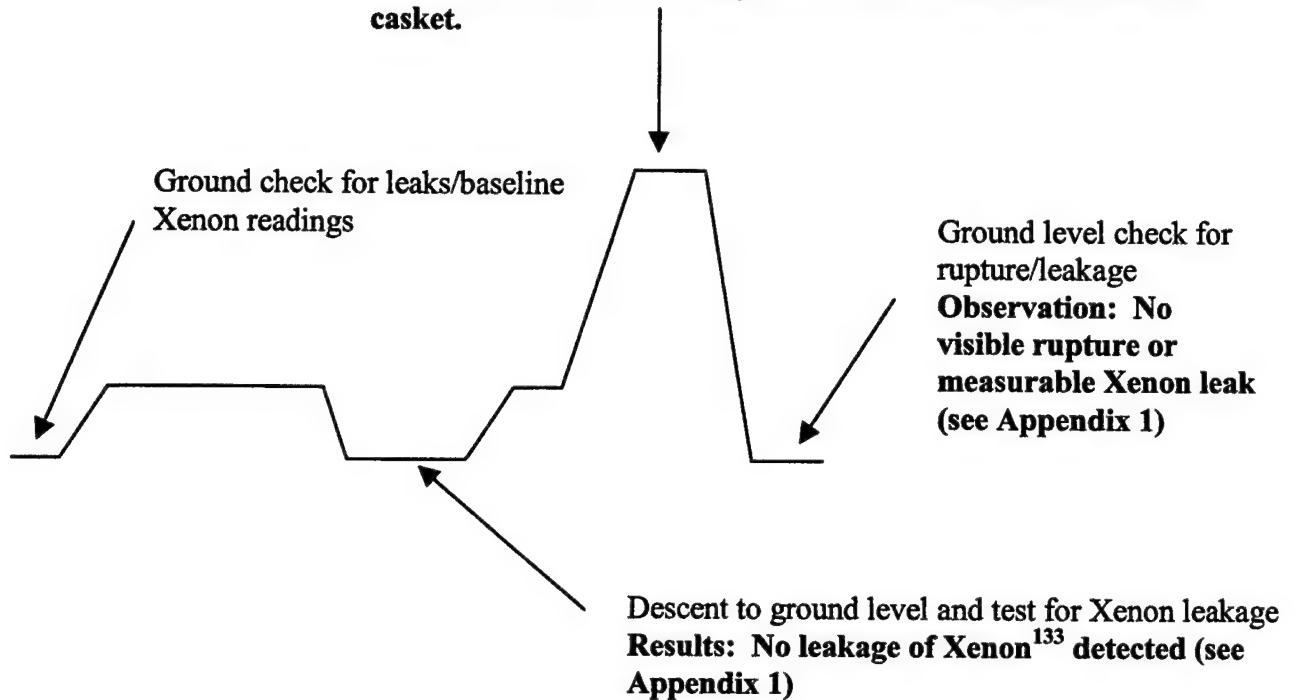 casket.
Ground check for leaks/baseline
Xenon readings
Ground level check for
rupture/leakage
Observation: No
visible rupture or
measurable Xenon leak
(see Appendix 1)
Descent to ground level and test for Xenon leakage
Results: No leakage of Xenon133 detected (see
Appendix 1)